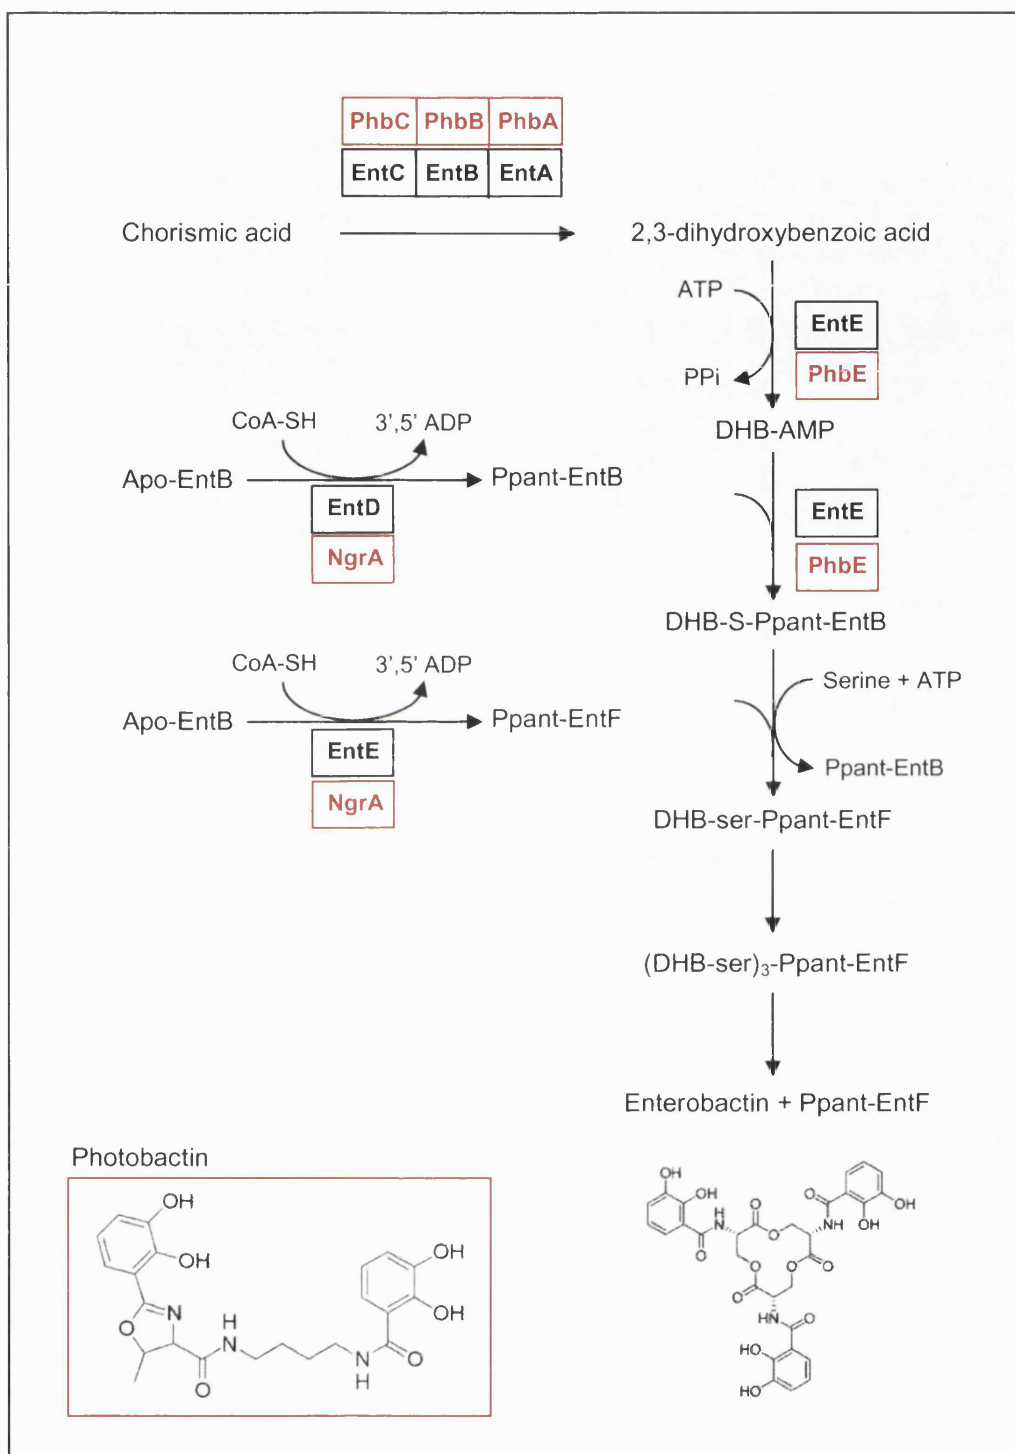 PhbC PhbB PhbA
EntC EntB EntA
Chorismic acid 2,3-dihydroxybenzoic acid
ATP
EntE
PPi
PhbE
DHB-AMP
CoA-SH 3',5' ADP
Apo-EntB Ppant-EntB
EntD
NgrA
EntE
PhbE
DHB-S-Ppant-EntB
CoA-SH 3',5' ADP
Apo-EntB Ppant-EntF
EntE
NgrA
Serine + ATP
Ppant-EntB
DHB-ser-Ppant-EntF
(DHB-ser)₃-Ppant-EntF
Enterobactin + Ppant-EntF
Photobactin
OH
OH
N
O
O
H
N
N
H
O
OH
OH
OH
OH
H
N
O
O
O
O
NH
OH
OH
O
O
O
O
HN
O
HO
HO